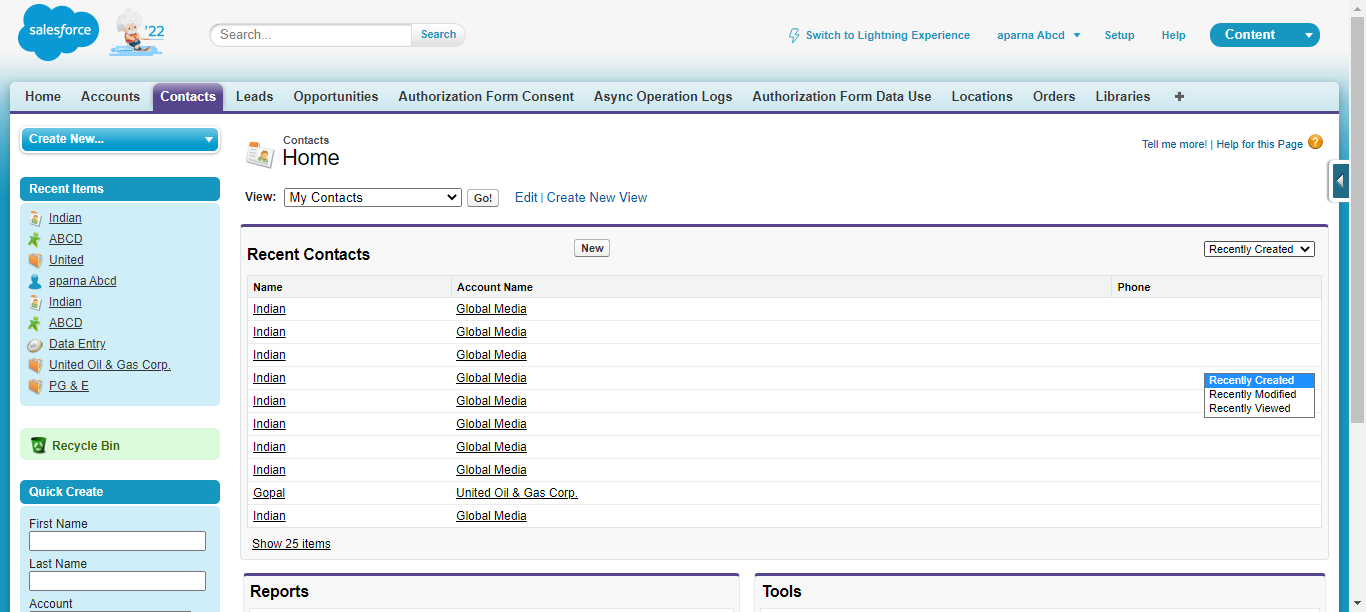 salesforce
'22
Search...
Search
Switch to Lightning Experience
aparna Abcd
Setup
Help
Content
Home
Accounts
Contacts
Leads
Opportunities
Authorization Form Consent
Async Operation Logs
Authorization Form Data Use
Locations
Orders
Libraries
+
Create New...
Recent Items
Indian
ABCD
United
aparna Abcd
Indian
ABCD
Data Entry
United Oil & Gas Corp.
PG & E
Recycle Bin
Quick Create
First Name
Last Name
Account
Contacts
Home
Tell me more! | Help for this Page
?
View: My Contacts Go! Edit | Create New View
Recent Contacts
New
Recently Created
Name Account Name Phone
Indian Global Media
Indian Global Media
Indian Global Media
Indian Global Media
Indian Global Media
Indian Global Media
Indian Global Media
Indian Global Media
Gopal United Oil & Gas Corp.
Indian Global Media
Recently Created
Recently Modified
Recently Viewed
Show 25 items
Reports
Tools